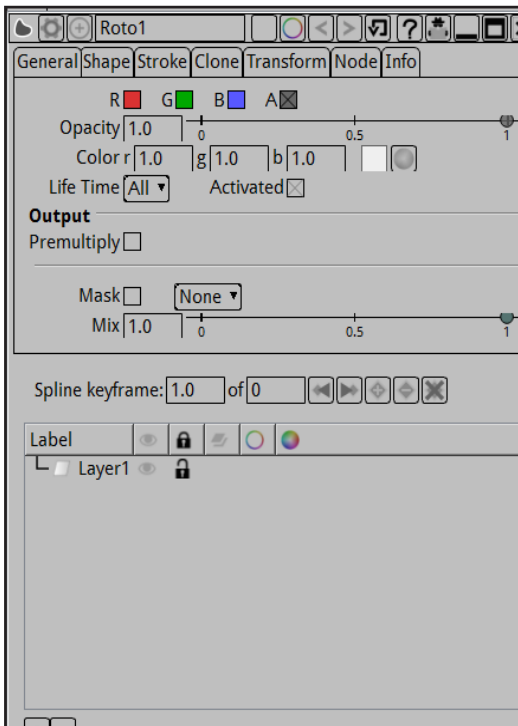 Roto1 < > ?
General Shape Stroke Clone Transform Node Info
R G B A
Opacity 1.0 0 0.5 1
Color r 1.0 g 1.0 b 1.0
Life Time All Activated
Output
Premultiply
Mask None
Mix 1.0 0 0.5 1
Spline keyframe: 1.0 of 0
Label
Layer1